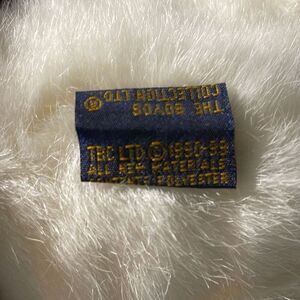 THE BOYDS
COLLECTION LTD
®
TBC LTD © 1990-98
ALL NEW MATERIALS
POLYESTER